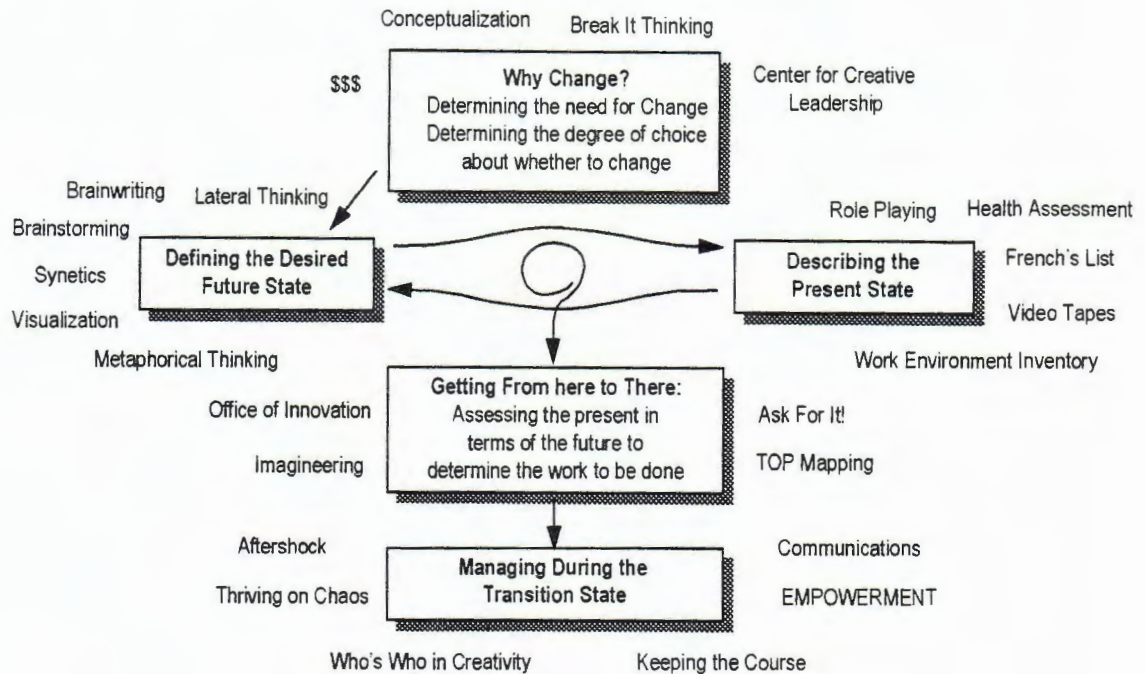 Conceptualization
Break It Thinking
$$$
Why Change?
Determining the need for Change
Determining the degree of choice
about whether to change
Center for Creative
Leadership
Brainwriting
Lateral Thinking
Brainstorming
Synetics
Visualization
Metaphorical Thinking
Defining the Desired
Future State
Role Playing
Health Assessment
Describing the
Present State
French's List
Video Tapes
Work Environment Inventory
Office of Innovation
Imagineering
Getting From here to There:
Assessing the present in
terms of the future to
determine the work to be done
Ask For It!
TOP Mapping
Aftershock
Thriving on Chaos
Managing During the
Transition State
Communications
EMPOWERMENT
Who's Who in Creativity
Keeping the Course